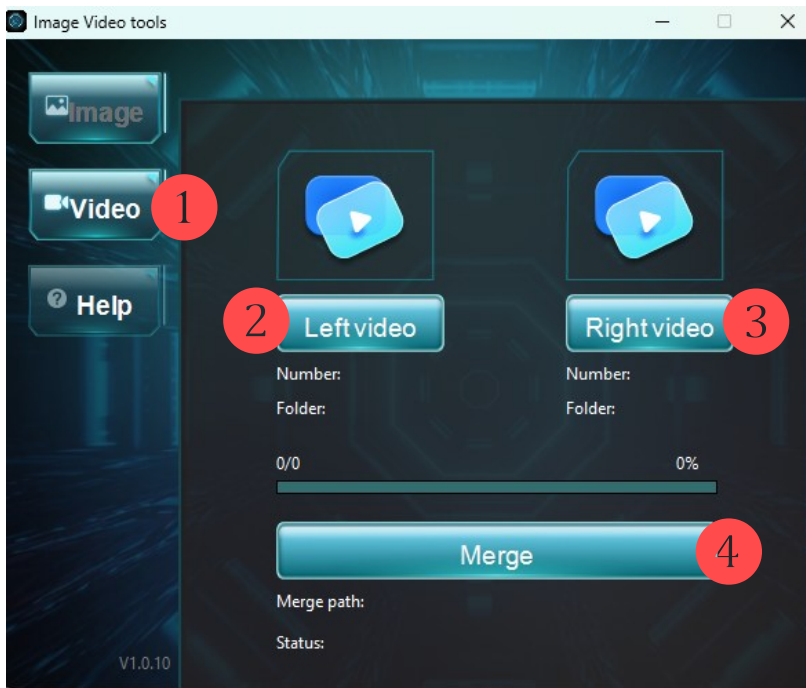 Image Video tools
Image
Video
1
Help
2
Left video
Right video
3
Number:
Number:
Folder:
Folder:
0/0
0%
Merge
4
Merge path:
Status:
V1.0.10